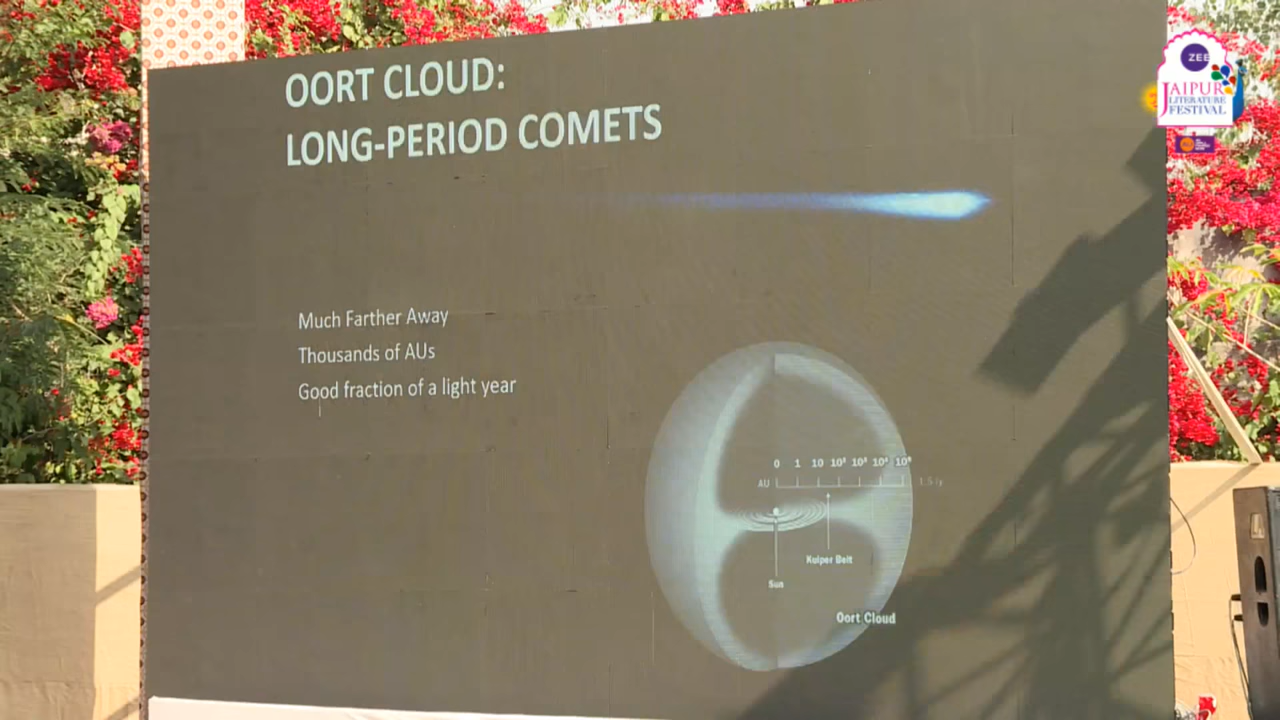 OORT CLOUD:
LONG-PERIOD COMETS
ZEE
JAIPUR
LITERATURE
FESTIVAL
Much Farther Away
Thousands of AUs
Good fraction of a light year
0 1 10
AU
Kuiper Belt
Sun
Oort Cloud